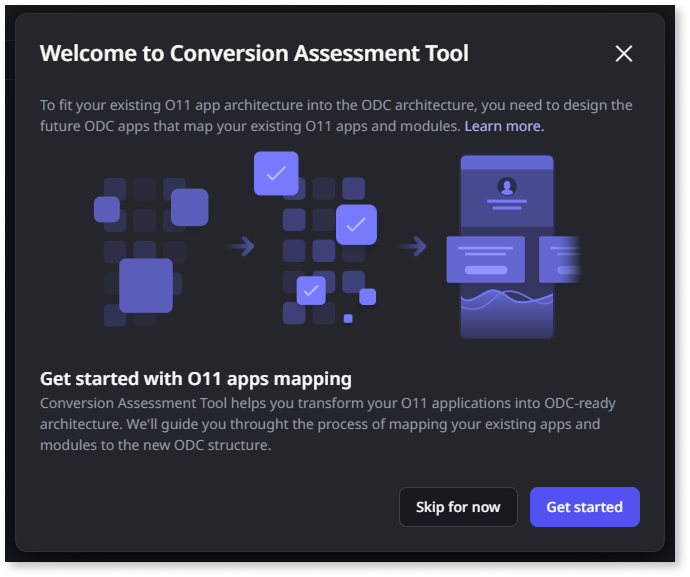 Welcome to Conversion Assessment Tool
To fit your existing O11 app architecture into the ODC architecture, you need to design the
future ODC apps that map your existing O11 apps and modules. Learn more.
Get started with O11 apps mapping
Conversion Assessment Tool helps you transform your O11 applications into ODC-ready
architecture. We'll guide you throught the process of mapping your existing apps and
modules to the new ODC structure.
Skip for now
Get started